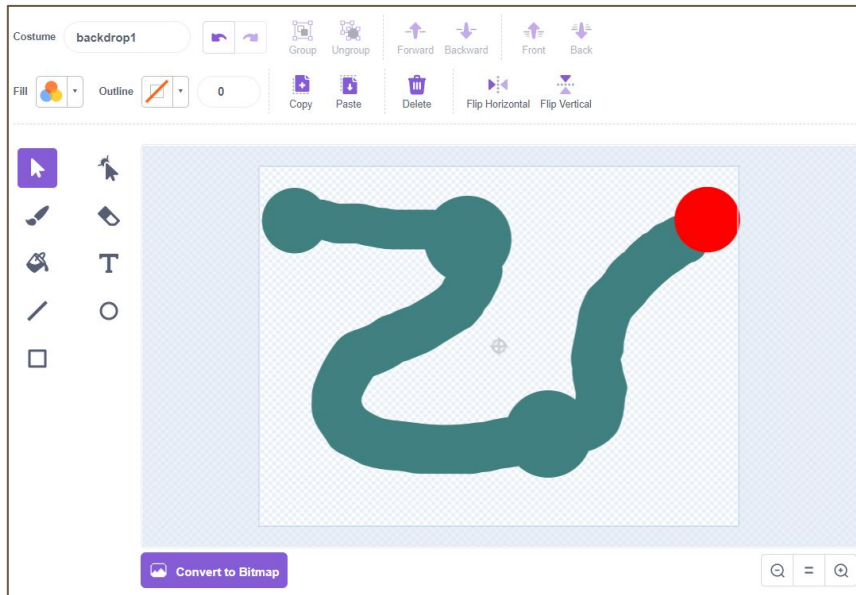 Costume backdrop1 Group Ungroup Forward Backward Front Back
Fill Outline 0 Copy Paste Delete Flip Horizontal Flip Vertical
T
Convert to Bitmap